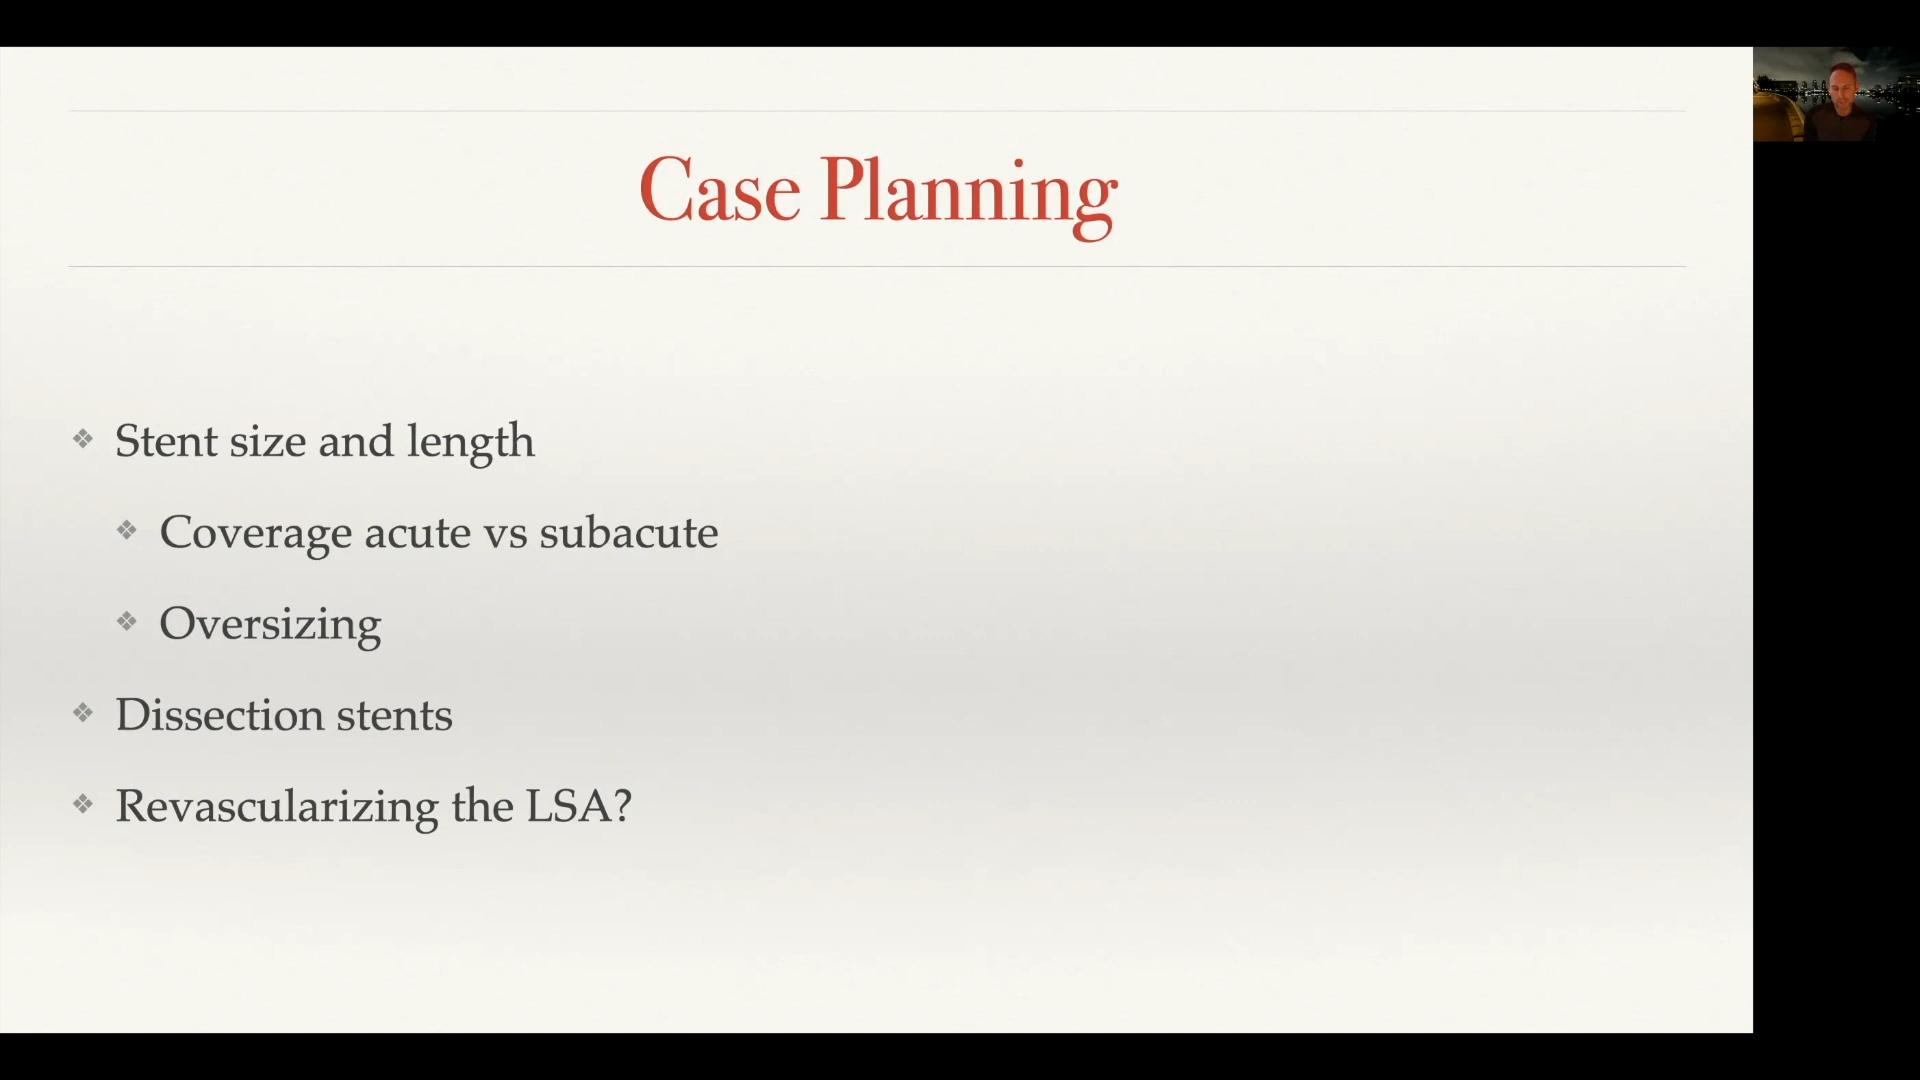 Case Planning
Stent size and length
Coverage acute vs subacute
Oversizing
Dissection stents
Revascularizing the LSA?